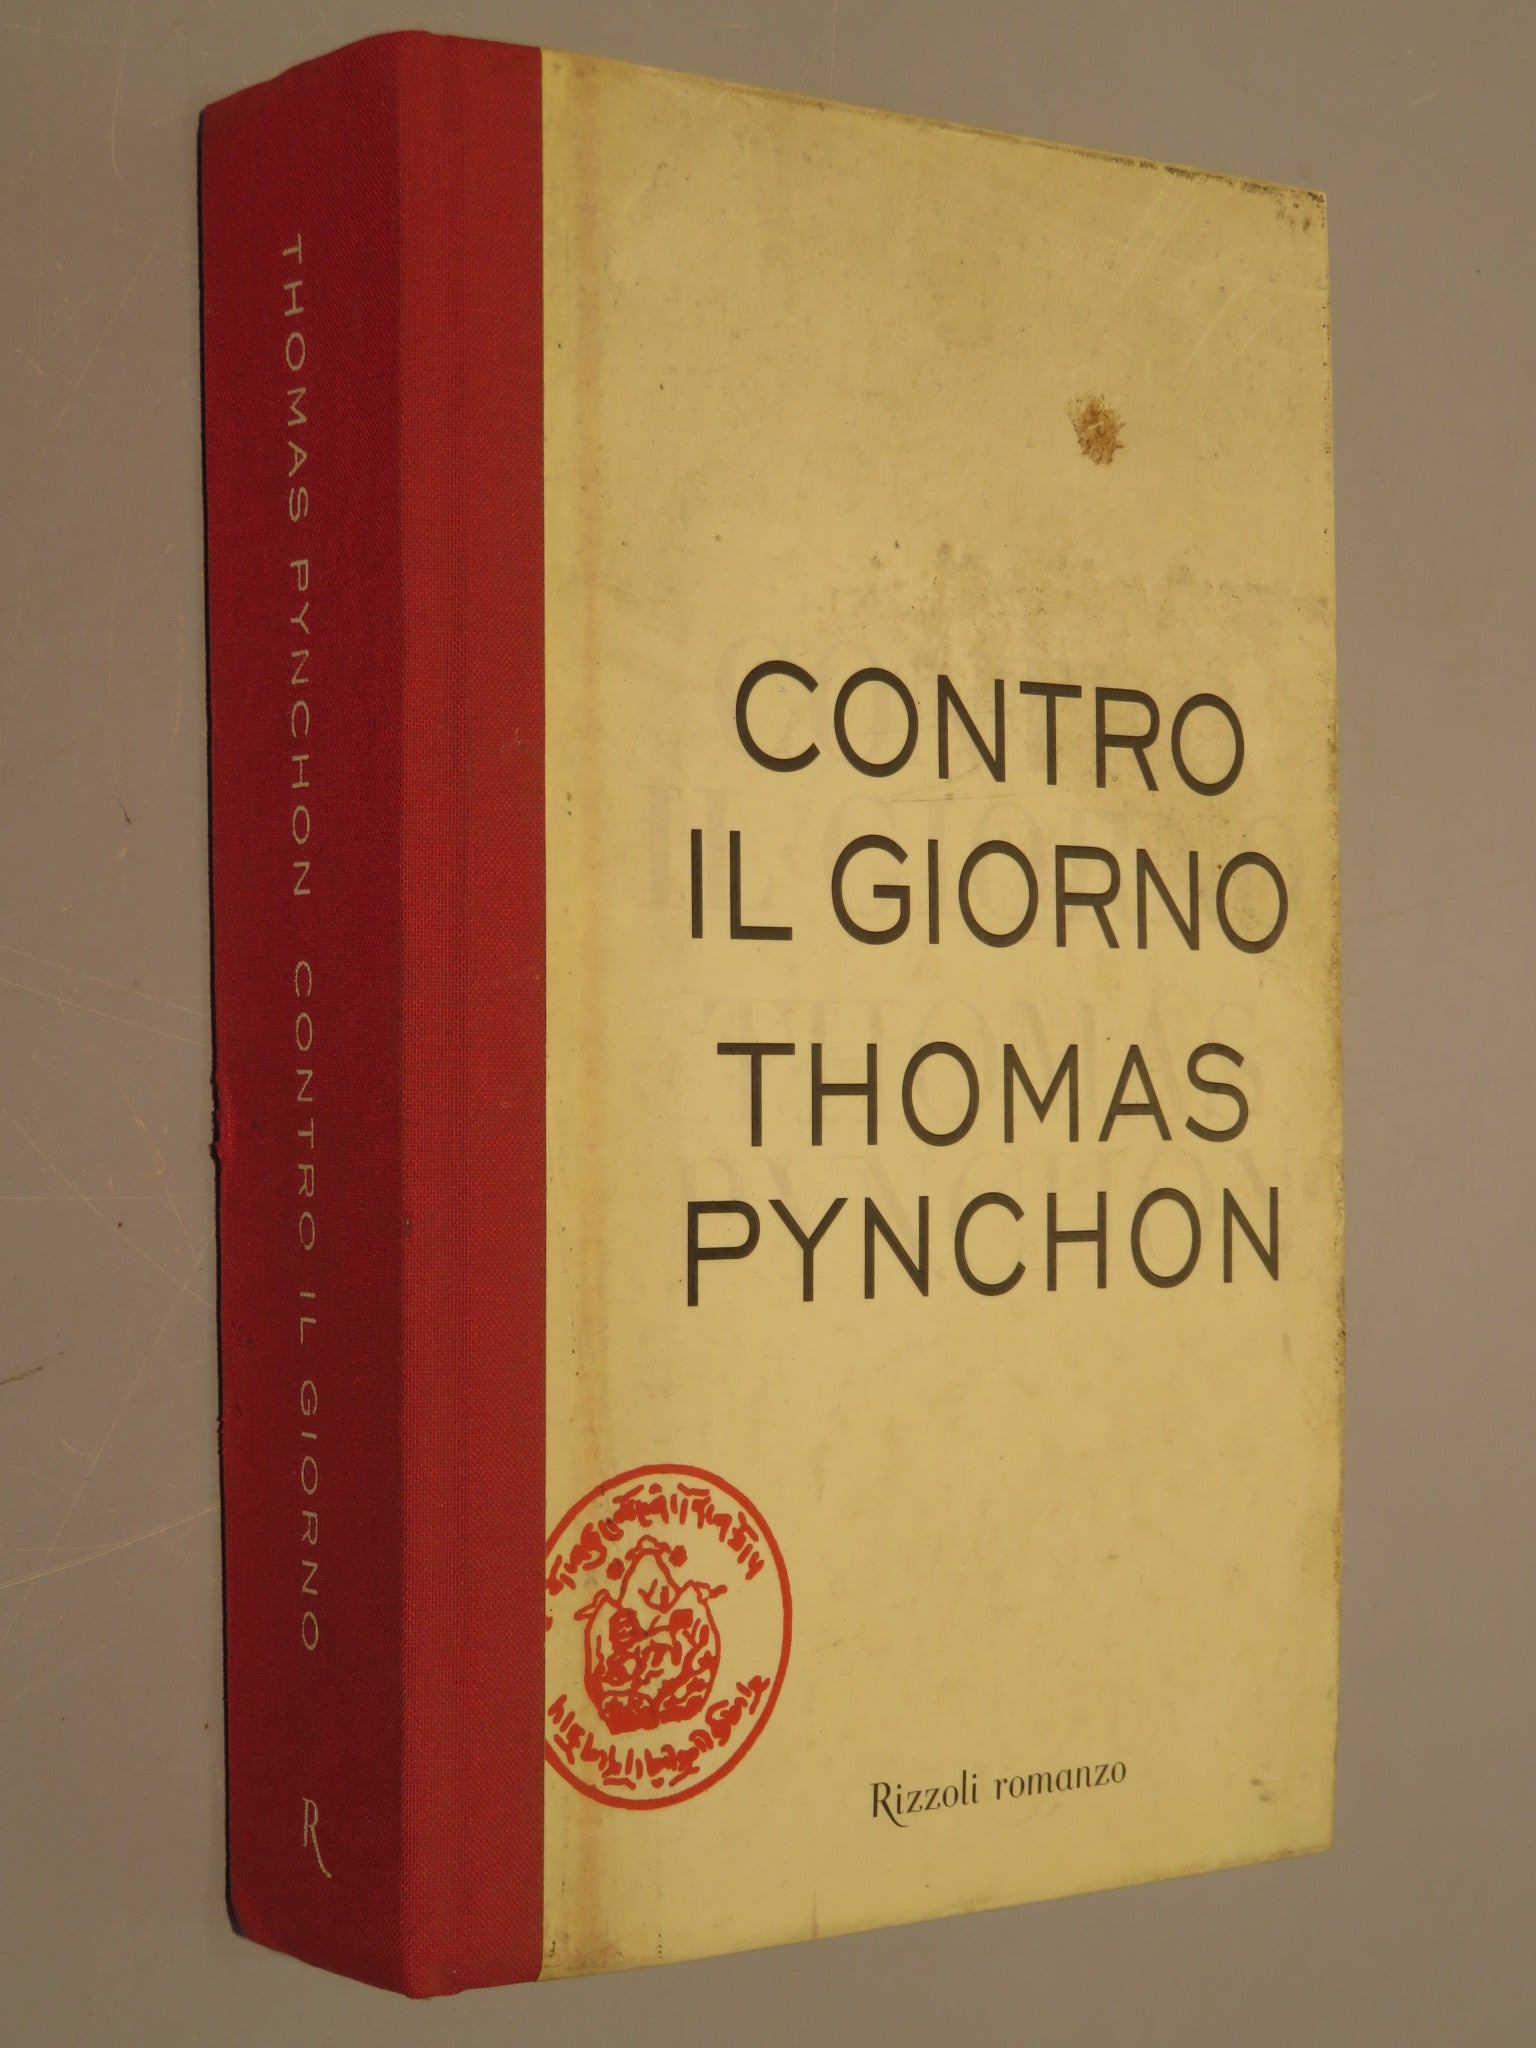 THOMAS PYNCHON CONTRO IL GIORNO
R
CONTRO
IL GIORNO
THOMAS
PYNCHON
Rizzoli romanzo